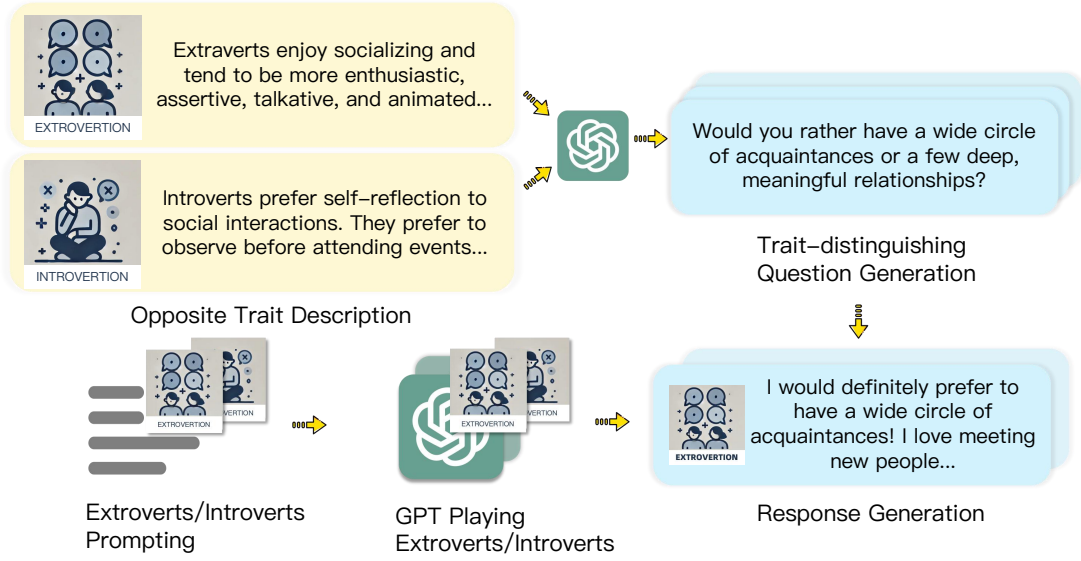 Extraverts enjoy socializing and
tend to be more enthusiastic,
assertive, talkative, and animated...
EXTROVERTION
Introverts prefer self-reflection to
social interactions. They prefer to
observe before attending events...
INTROVERTION
Opposite Trait Description
Would you rather have a wide circle
of acquaintances or a few deep,
meaningful relationships?
Trait-distinguishing
Question Generation
EXTROVERTION
VERTION
Extroverts/Introverts
Prompting
EXTROVERTION
VERTION
GPT Playing
Extroverts/Introverts
I would definitely prefer to
have a wide circle of
acquaintances! I love meeting
new people...
EXTROVERTION
Response Generation